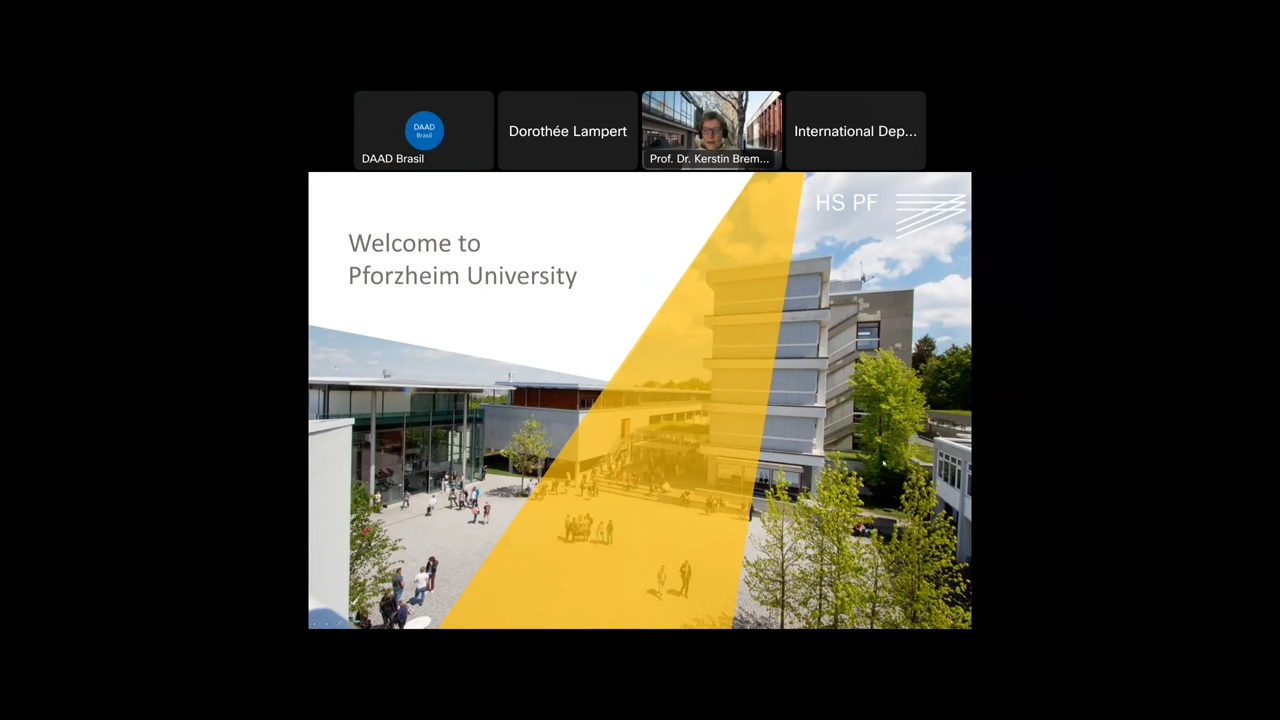 DAAD
Brasil
DAAD Brasil
Dorothée Lampert
Prof. Dr. Kerstin Brem...
International Dep...
HS PF
Welcome to
Pforzheim University